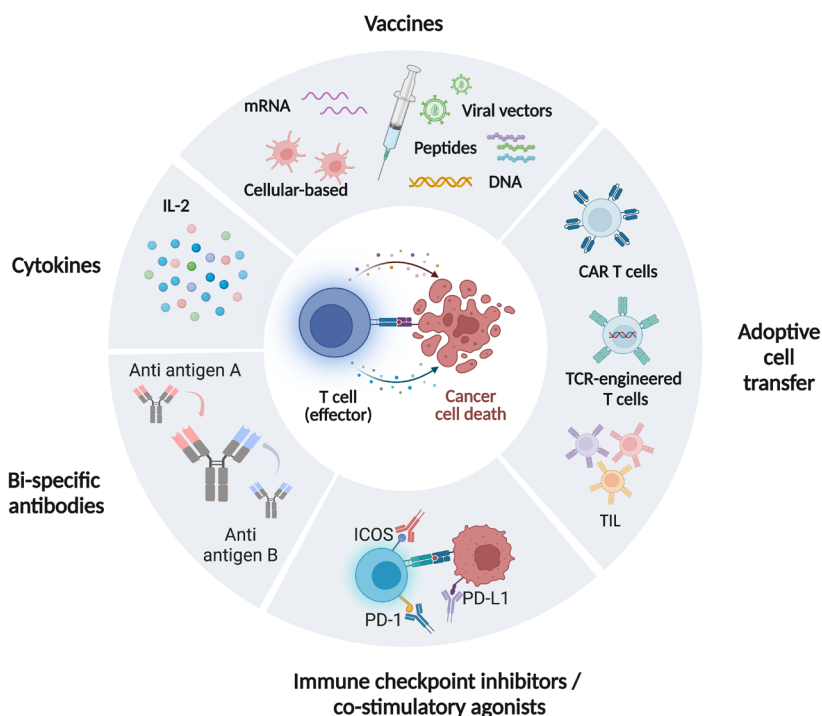 Vaccines
mRNA
Viral vectors
Peptides
Cellular-based
DNA
IL-2
Cytokines
CAR T cells
TCR-engineered
T cells
TIL
Adoptive
cell
transfer
T cell
(effector)
Cancer
cell death
Anti antigen A
Bi-specific
antibodies
Anti
antigen B
ICOS
PD-L1
PD-1
Immune checkpoint inhibitors /
co-stimulatory agonists